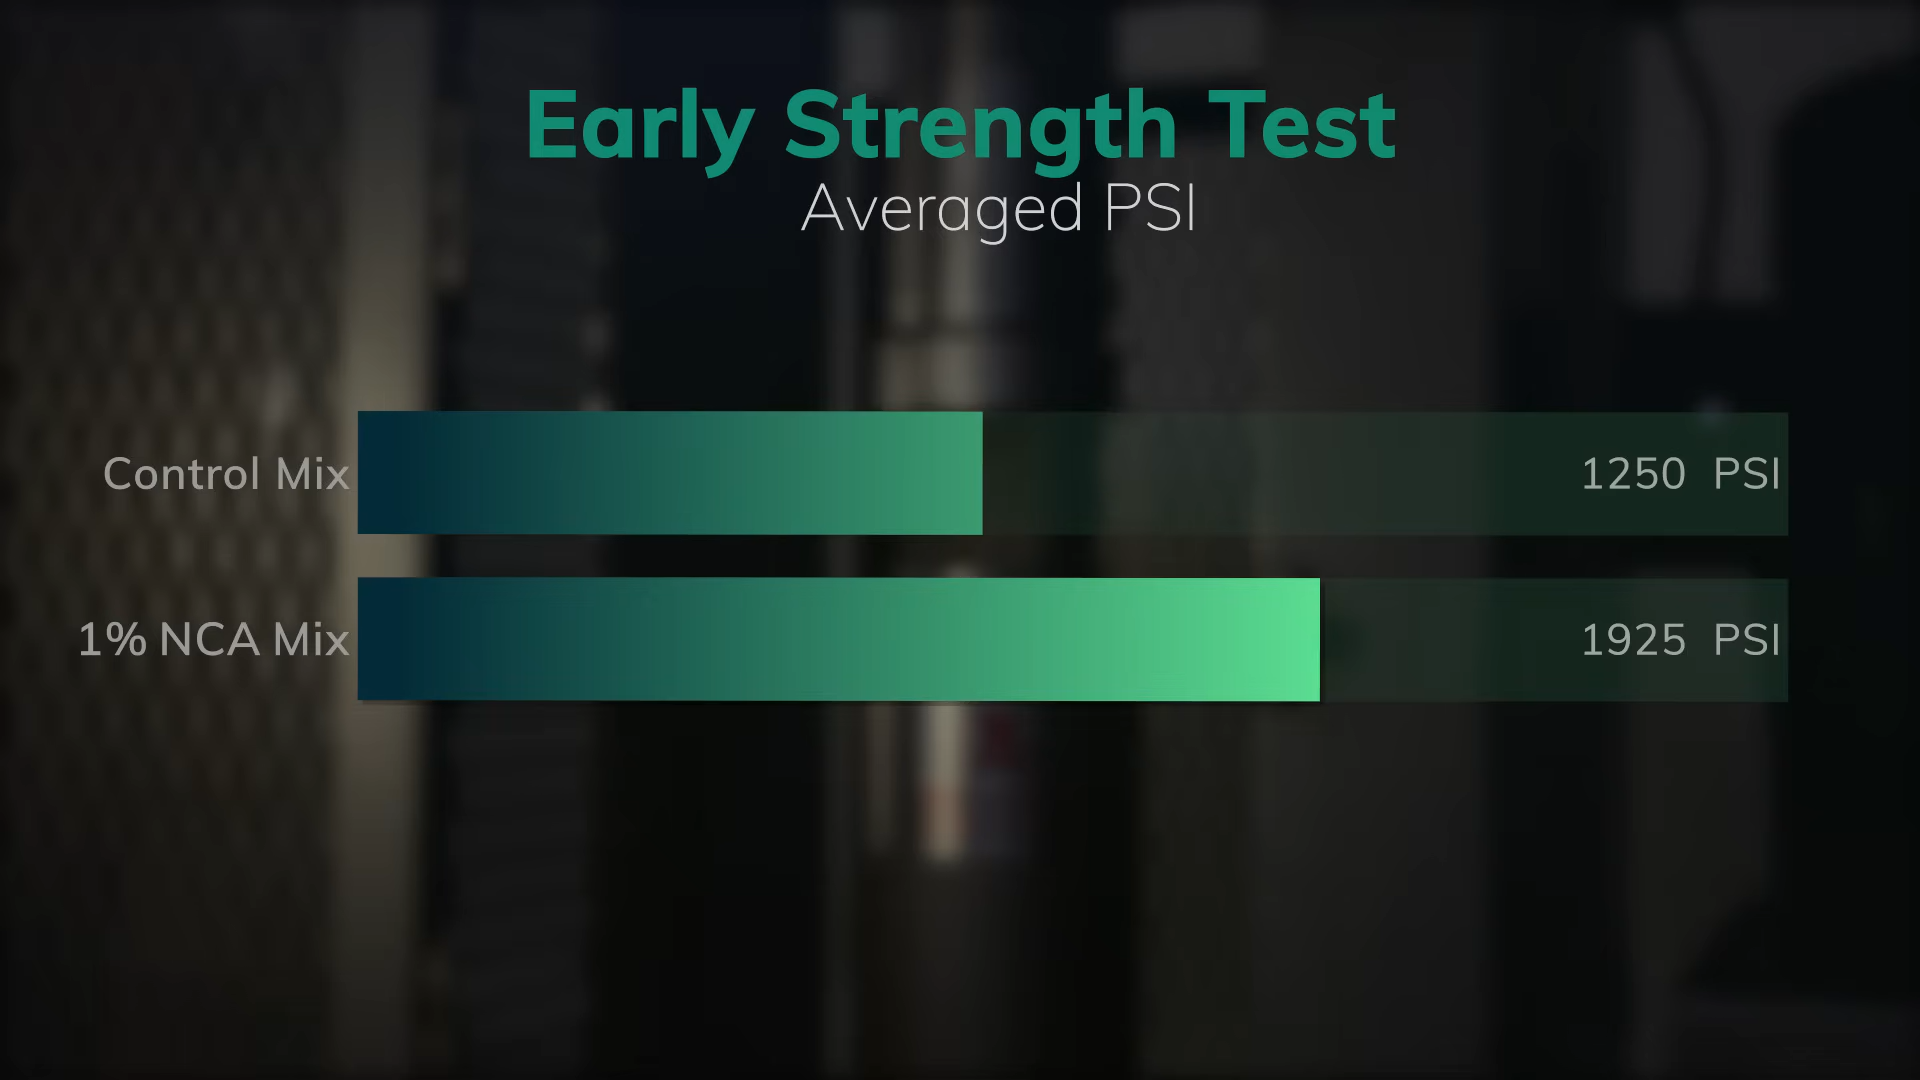 Early Strength Test
Averaged PSI
Control Mix 1250 PSI
1% NCA Mix 1925 PSI